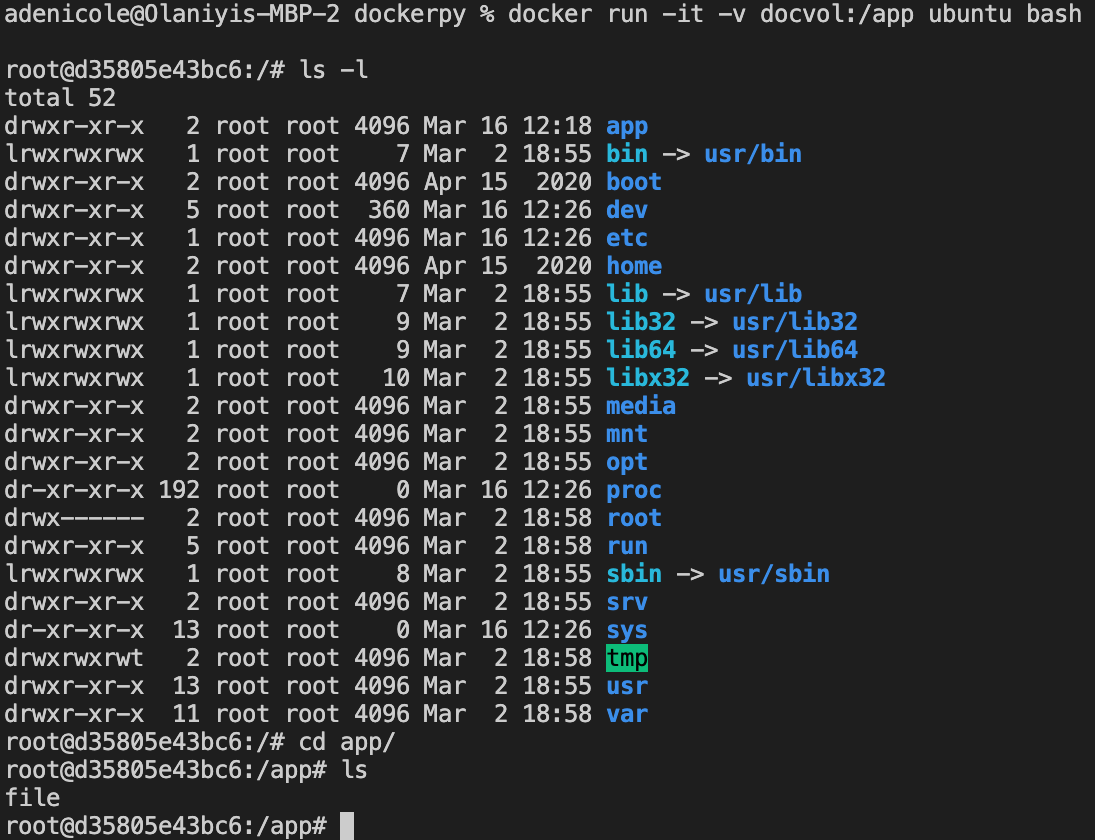 adenicole@Olaniyis-MBP-2 dockerpy % docker run -it -v docvol:/app ubuntu bash
root@d35805e43bc6:/# ls -l
total 52
drwxr-xr-x   2 root root 4096 Mar 16 12:18 app
lrwxrwxrwx   1 root root    7 Mar  2 18:55 bin -> usr/bin
drwxr-xr-x   2 root root 4096 Apr 15  2020 boot
drwxr-xr-x   5 root root  360 Mar 16 12:26 dev
drwxr-xr-x   1 root root 4096 Mar 16 12:26 etc
drwxr-xr-x   2 root root 4096 Apr 15  2020 home
lrwxrwxrwx   1 root root    7 Mar  2 18:55 lib -> usr/lib
lrwxrwxrwx   1 root root    9 Mar  2 18:55 lib32 -> usr/lib32
lrwxrwxrwx   1 root root    9 Mar  2 18:55 lib64 -> usr/lib64
lrwxrwxrwx   1 root root   10 Mar  2 18:55 libx32 -> usr/libx32
drwxr-xr-x   2 root root 4096 Mar  2 18:55 media
drwxr-xr-x   2 root root 4096 Mar  2 18:55 mnt
drwxr-xr-x   2 root root 4096 Mar  2 18:55 opt
dr-xr-xr-x 192 root root    0 Mar 16 12:26 proc
drwx------   2 root root 4096 Mar  2 18:58 root
drwxr-xr-x   5 root root 4096 Mar  2 18:58 run
lrwxrwxrwx   1 root root    8 Mar  2 18:55 sbin -> usr/sbin
drwxr-xr-x   2 root root 4096 Mar  2 18:55 srv
dr-xr-xr-x  13 root root    0 Mar 16 12:26 sys
drwxrwxrwt   2 root root 4096 Mar  2 18:58 tmp
drwxr-xr-x  13 root root 4096 Mar  2 18:55 usr
drwxr-xr-x  11 root root 4096 Mar  2 18:58 var
root@d35805e43bc6:/# cd app/
root@d35805e43bc6:/app# ls
file
root@d35805e43bc6:/app#